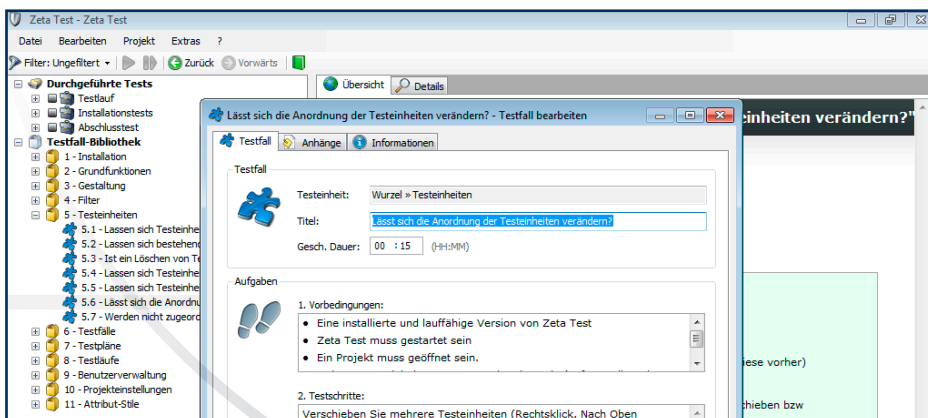 Zeta Test - Zeta Test
Datei Bearbeiten Projekt Extras ?
Filter: Ungefiltert Zurück Vorwärts
Durchgeführte Tests
Testlauf
Installationstests
Abschlusstest
Testfall-Bibliothek
1 - Installation
2 - Grundfunktionen
3 - Gestaltung
4 - Filter
5 - Testeinheiten
5.1 - Lassen sich Testeinhe
5.2 - Lassen sich bestehend
5.3 - Ist ein Löschen von Te
5.4 - Lassen sich Testeinhe
5.5 - Lassen sich Testeinhe
5.6 - Lässt sich die Anordnu
5.7 - Werden nicht zugeord
6 - Testfälle
7 - Testpläne
8 - Testläufe
9 - Benutzerverwaltung
10 - Projekteinstellungen
11 - Attribut-Stile
Übersicht Details
einheiten verändern?"
Lässt sich die Anordnung der Testeinheiten verändern? - Testfall bearbeiten
Testfall Anhänge Informationen
Testfall
Testeinheit: Wurzel » Testeinheiten
Titel: Lässt sich die Anordnung der Testeinheiten verändern?
Gesch. Dauer: 00 : 15 (HH:MM)
Aufgaben
1. Vorbedingungen:
• Eine installierte und lauffähige Version von Zeta Test
• Zeta Test muss gestartet sein
• Ein Projekt muss geöffnet sein.
2. Testschritte:
Verschieben Sie mehrere Testeinheiten (Rechtsklick, Nach Oben
iese vorher)
hieben bzw